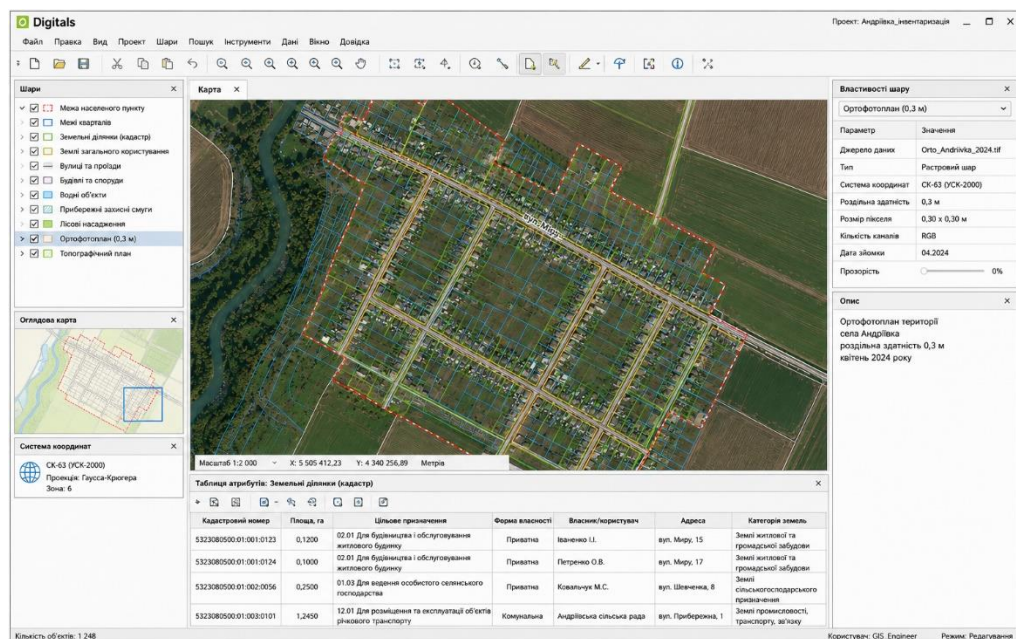 Digitals
Проект: Андріївка_інвентаризація
Файл Правка Вид Проект Шари Пошук Інструменти Дані Вікно Довідка
Шари
Межа населеного пункту
Межі кварталів
Земельні ділянки (кадастр)
Землі загального користування
Вулиці та проїзди
Будівлі та споруди
Водні об'єкти
Прибережні захисні смуги
Лісові насадження
Ортофотоплан (0,3 м)
Топографічний план
Оглядова карта
Система координат
СК-63 (УСК-2000)
Проекція: Гаусса-Крюгера
Зона: 6
Карта
вул. Миру
Масштаб 1:2 000 X: 5 505 412,23 Y: 4 340 256,89 Метрів
Таблиця атрибутів: Земельні ділянки (кадастр)
Кадастровий номер Площа, га Цільове призначення Форма власності Власник/користувач Адреса Категорія земель
5323080500:01:001:0123 0,1200 02.01 Для будівництва і обслуговування житлового будинку Приватна Іваненко І.І. вул. Миру, 15 Землі житлової та громадської забудови
5323080500:01:001:0124 0,1000 02.01 Для будівництва і обслуговування житлового будинку Приватна Петренко О.В. вул. Миру, 17 Землі житлової та громадської забудови
5323080500:01:002:0056 0,2500 01.03 Для ведення особистого селянського господарства Приватна Ковальчук М.С. вул. Шевченка, 8 Землі сільськогосподарського призначення
5323080500:01:003:0101 1,2450 12.01 Для розміщення та експлуатації об'єктів річкового транспорту Комунальна Андріївська сільська рада вул. Прибережна, 1 Землі промисловості, транспорту, зв'язку
Властивості шару
Ортофотоплан (0,3 м)
Параметр Значення
Джерело даних Orto_Andriivka_2024.tif
Тип Растровий шар
Система координат СК-63 (УСК-2000)
Роздільна здатність 0,3 м
Розмір пікселя 0,30 x 0,30 м
Кількість каналів RGB
Дата зйомки 04.2024
Прозорість 0%
Опис
Ортофотоплан території
села Андріївка
роздільна здатність 0,3 м
квітень 2024 року
Кількість об'єктів: 1 248
Користувач: GIS_Engineer Режим: Редагування